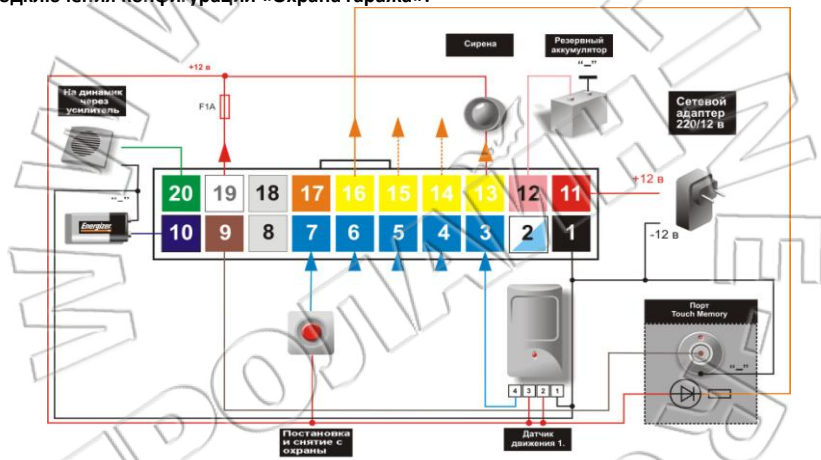 подключения конфигурации «Охрана гаража».
Сирена
Резервный
аккумулятор
"–"
+12 в
На динамик
через
усилитель
F1A
Сетевой
адаптер
220/12 в
20 19 18 17 16 15 14 13 12 11
+12 в
"–"
Energizer
10 9 8 7 6 5 4 3 2 1
-12 в
Порт
Touch Memory
"–"
4 3 2 1
Постановка
и снятие с
охраны
Датчик
движения 1.